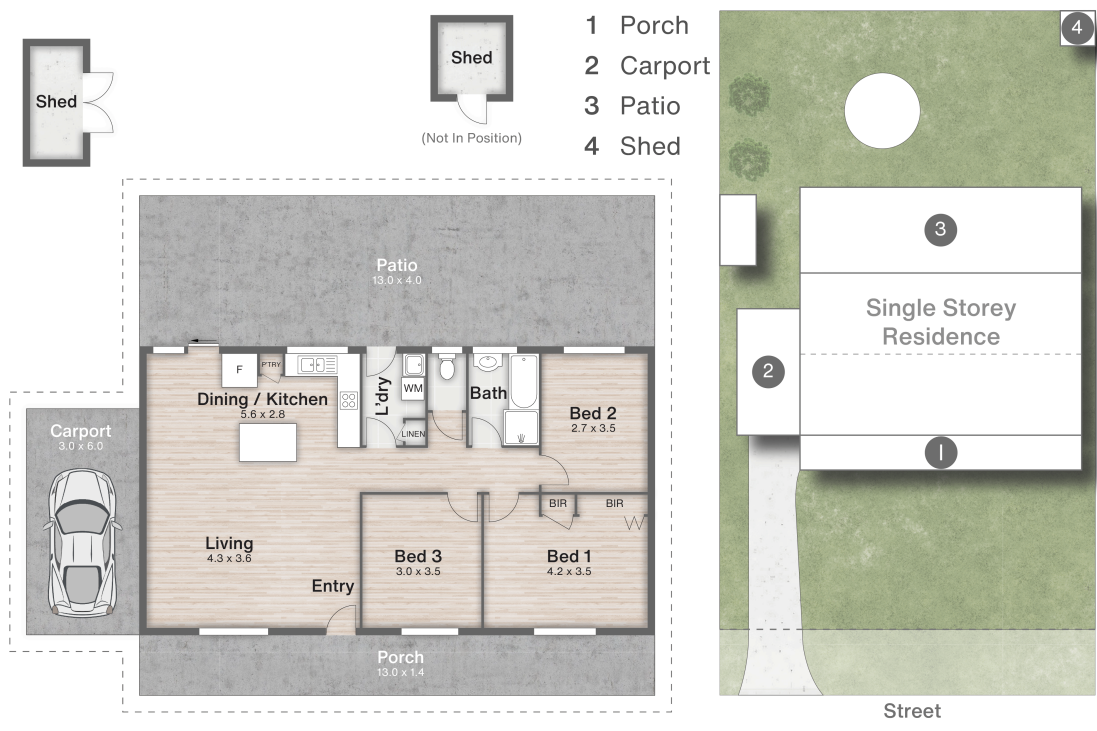 Shed
Shed
(Not In Position)
1 Porch
2 Carport
3 Patio
4 Shed
Patio
13.0 x 4.0
F
P'TRY
Dining / Kitchen
5.6 x 2.8
L'dry
WM
LINEN
Bath
Bed 2
2.7 x 3.5
Carport
3.0 x 6.0
Living
4.3 x 3.6
Entry
Bed 3
3.0 x 3.5
BIR
BIR
Bed 1
4.2 x 3.5
Porch
13.0 x 1.4
4
3
Single Storey
Residence
2
1
Street